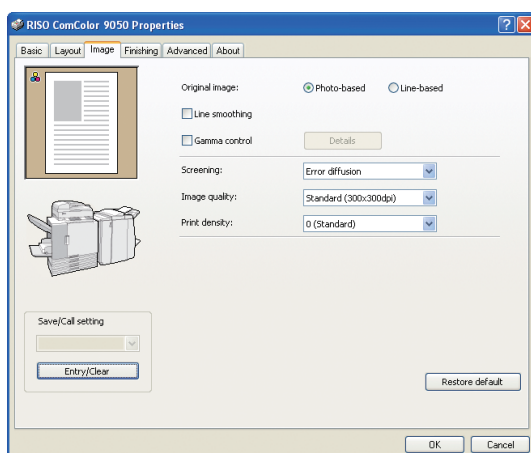 RISO ComColor 9050 Properties
Basic Layout Image Finishing Advanced About
Original image: Photo-based Line-based
Line smoothing
Gamma control Details
Screening: Error diffusion
Image quality: Standard (300x300dpi)
Print density: 0 (Standard)
Save/Call setting
Entry/Clear
Restore default
OK Cancel